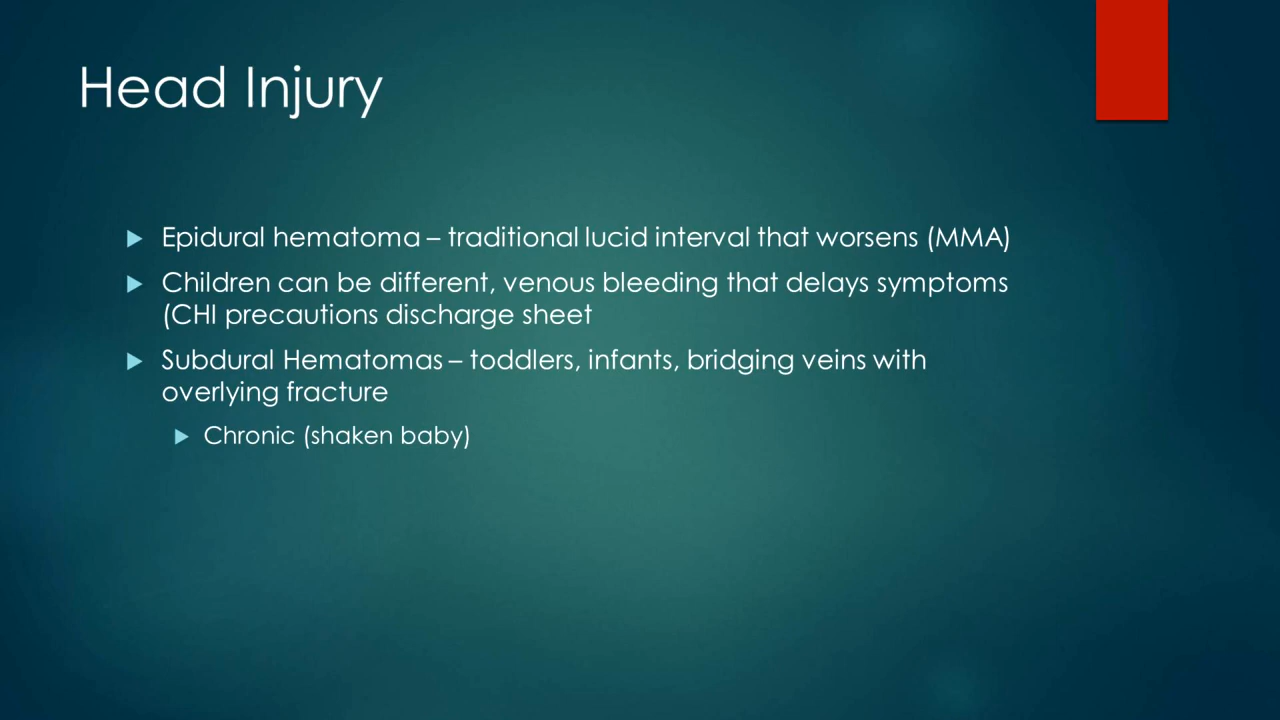 Head Injury
Epidural hematoma – traditional lucid interval that worsens (MMA)
Children can be different, venous bleeding that delays symptoms
(CHI precautions discharge sheet
Subdural Hematomas – toddlers, infants, bridging veins with
overlying fracture
Chronic (shaken baby)